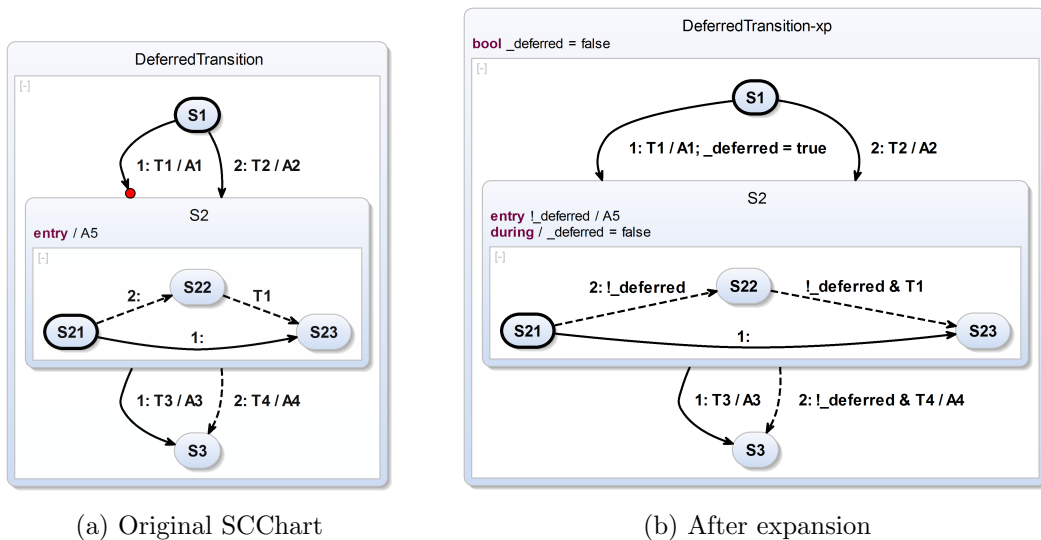 DeferredTransition
[-]
S1
1: T1 / A1
2: T2 / A2
S2
entry / A5
[-]
S22
2:
T1
S21
1:
S23
1: T3 / A3
2: T4 / A4
S3
(a) Original SCChart
DeferredTransition-xp
bool _deferred = false
[-]
S1
1: T1 / A1; _deferred = true
2: T2 / A2
S2
entry !_deferred / A5
during / _deferred = false
[-]
S22
2: !_deferred
!_deferred & T1
S21
1:
S23
1: T3 / A3
2: !_deferred & T4 / A4
S3
(b) After expansion